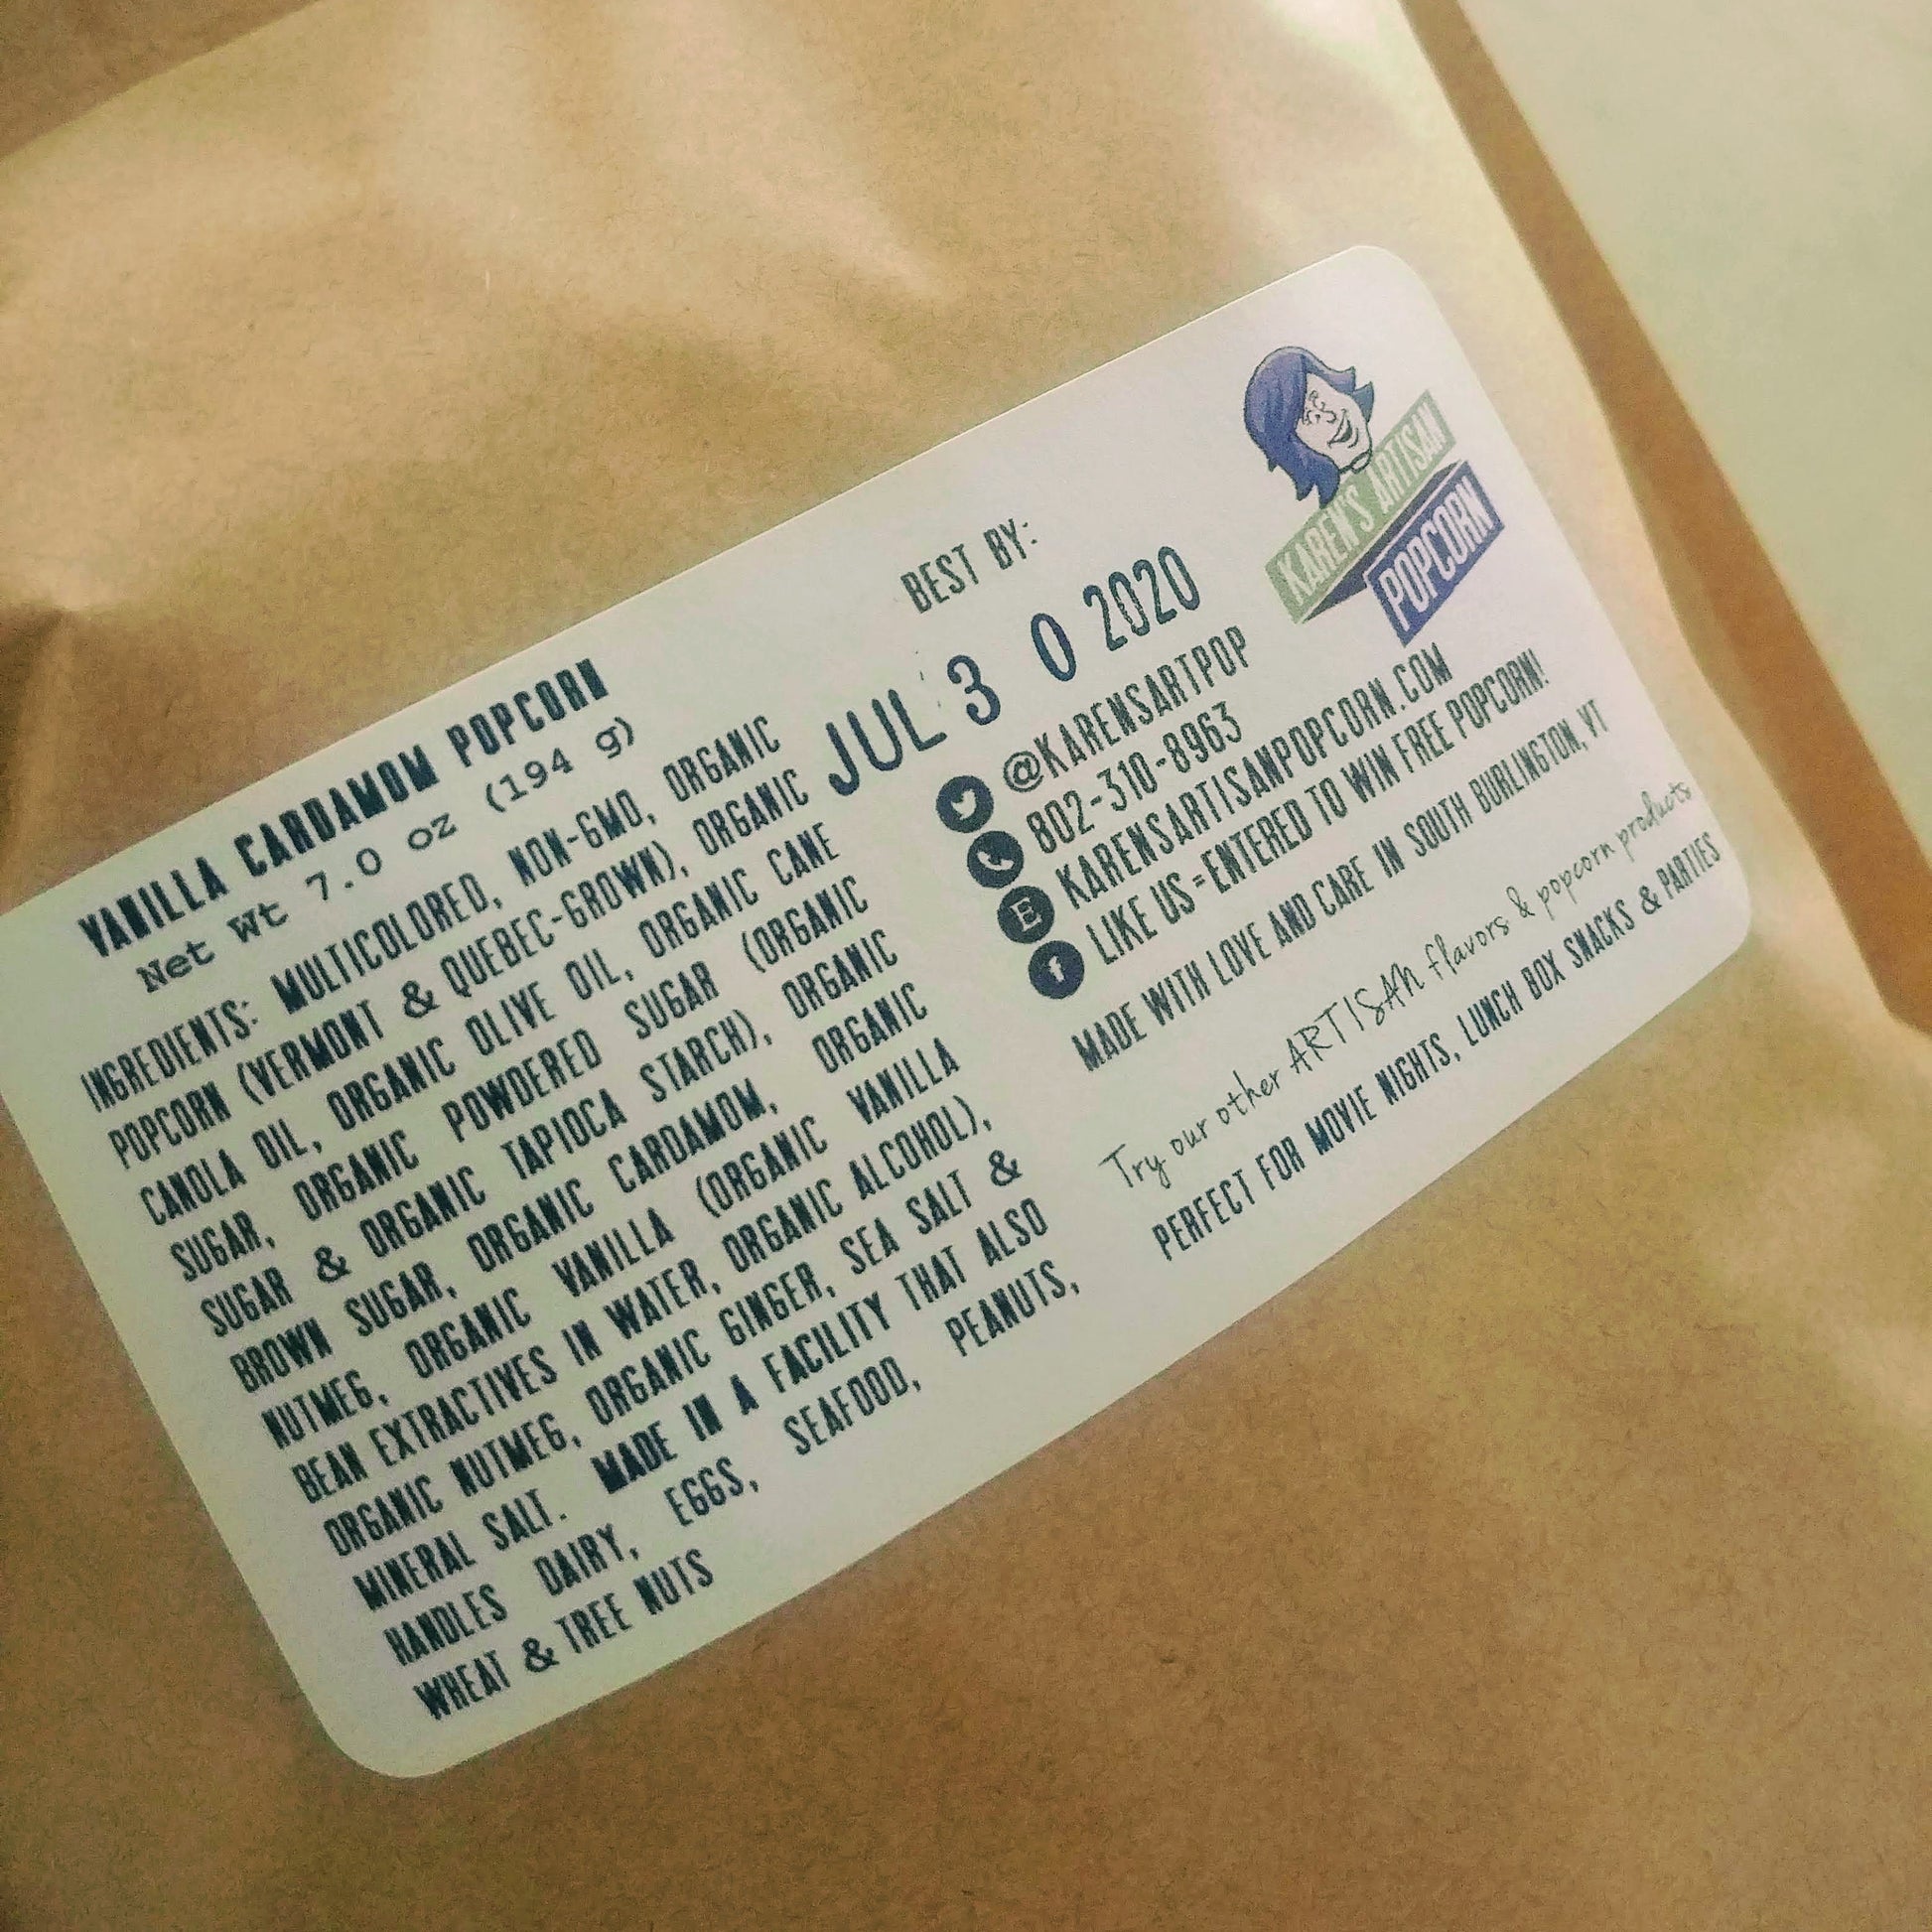 VANILLA CARDAMOM POPCORN
Net Wt 7.0 oz (194 g)
INGREDIENTS: MULTICOLORED, NON-GMO, ORGANIC
POPCORN (VERMONT & QUEBEC-GROWN), ORGANIC
CANOLA OIL, ORGANIC OLIVE OIL, ORGANIC CANE
SUGAR, ORGANIC POWDERED SUGAR (ORGANIC
SUGAR & ORGANIC TAPIOCA STARCH), ORGANIC
BROWN SUGAR, ORGANIC CARDAMOM, ORGANIC
NUTMEG, ORGANIC VANILLA (ORGANIC VANILLA
BEAN EXTRACTIVES IN WATER, ORGANIC ALCOHOL),
ORGANIC NUTMEG, ORGANIC GINGER, SEA SALT &
MINERAL SALT. MADE IN A FACILITY THAT ALSO
HANDLES DAIRY, EGGS, SEAFOOD, PEANUTS,
WHEAT & TREE NUTS
BEST BY:
JUL 3 0 2020
@KARENSARTPOP
802-310-8963
KARENSARTISANPOPCORN.COM
LIKE US=ENTERED TO WIN FREE POPCORN!
MADE WITH LOVE AND CARE IN SOUTH BURLINGTON, VT
Try our other ARTISAN flavors & popcorn products
PERFECT FOR MOVIE NIGHTS, LUNCH BOX SNACKS & PARTIES
KAREN'S ARTISAN
POPCORN